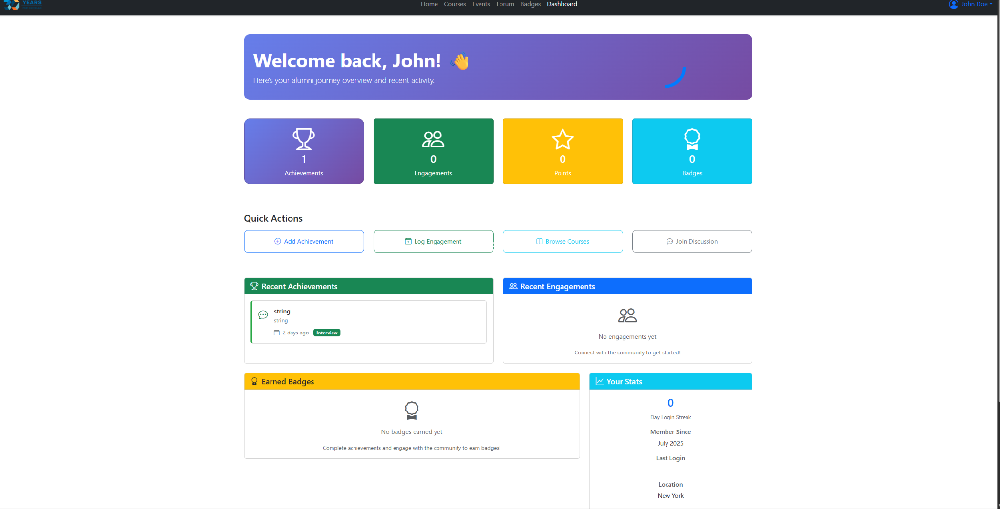 YEARS
Home Courses Events Forum Badges Dashboard
John Doe
Welcome back, John! 👋
Here's your alumni journey overview and recent activity.
1
Achievements
0
Engagements
0
Points
0
Badges
Quick Actions
Add Achievement
Log Engagement
Browse Courses
Join Discussion
Recent Achievements
string
string
2 days ago Interview
Recent Engagements
No engagements yet
Connect with the community to get started!
Earned Badges
No badges earned yet
Complete achievements and engage with the community to earn badges!
Your Stats
0
Day Login Streak
Member Since
July 2025
Last Login
-
Location
New York